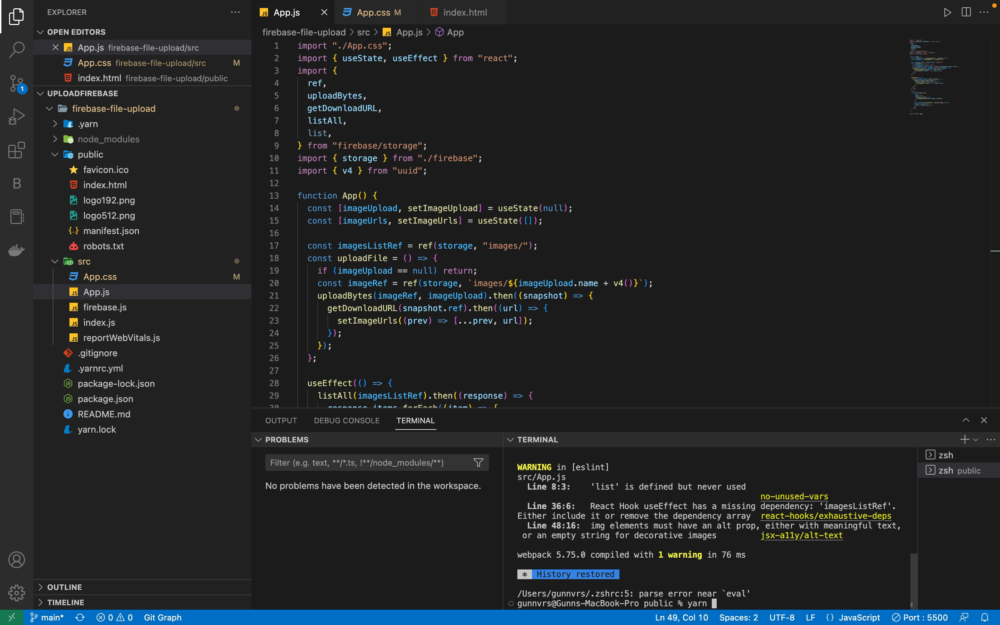 EXPLORER
OPEN EDITORS
App.js firebase-file-upload/src
App.css firebase-file-upload/src M
index.html firebase-file-upload/public
UPLOADFIREBASE
firebase-file-upload
.yarn
node_modules
public
favicon.ico
index.html
logo192.png
logo512.png
manifest.json
robots.txt
src
App.css M
App.js
firebase.js
index.js
reportWebVitals.js
.gitignore
.yarnrc.yml
package-lock.json
package.json
README.md
yarn.lock
OUTLINE
TIMELINE
1
B
App.js
App.css M
index.html
firebase-file-upload > src > JS App.js > App
1 import "./App.css";
2 import { useState, useEffect } from "react";
3 import {
4 ref,
5 uploadBytes,
6 getDownloadURL,
7 listAll,
8 list,
9 } from "firebase/storage";
10 import { storage } from "./firebase";
11 import { v4 } from "uuid";
12
13 function App() {
14 const [imageUpload, setImageUpload] = useState(null);
15 const [imageUrls, setImageUrls] = useState([]);
16
17 const imagesListRef = ref(storage, "images/");
18 const uploadFile = () => {
19 if (imageUpload == null) return;
20 const imageRef = ref(storage, `images/${imageUpload.name + v4()}`);
21 uploadBytes(imageRef, imageUpload).then((snapshot) => {
22 getDownloadURL(snapshot.ref).then((url) => {
23 setImageUrls((prev) => [...prev, url]);
24 });
25 });
26 };
27
28 useEffect(() => {
29 listAll(imagesListRef).then((response) => {
30 response.items.forEach((item) => {
OUTPUT DEBUG CONSOLE TERMINAL
PROBLEMS
Filter (e.g. text, **/*.ts, !**/node_modules/**)
No problems have been detected in the workspace.
TERMINAL
WARNING in [eslint]
src/App.js
Line 8:3: 'list' is defined but never used
no-unused-vars
Line 36:6: React Hook useEffect has a missing dependency: 'imagesListRef'.
Either include it or remove the dependency array react-hooks/exhaustive-deps
Line 48:16: img elements must have an alt prop, either with meaningful text,
or an empty string for decorative images jsx-a11y/alt-text
webpack 5.75.0 compiled with 1 warning in 76 ms
* History restored
/Users/gunnvrs/.zshrc:5: parse error near `eval'
gunnvrs@Gunns-MacBook-Pro public % yarn
zsh
zsh public
main* 0 0 Git Graph
Ln 49, Col 10 Spaces: 2 UTF-8 LF {} JavaScript Port : 5500